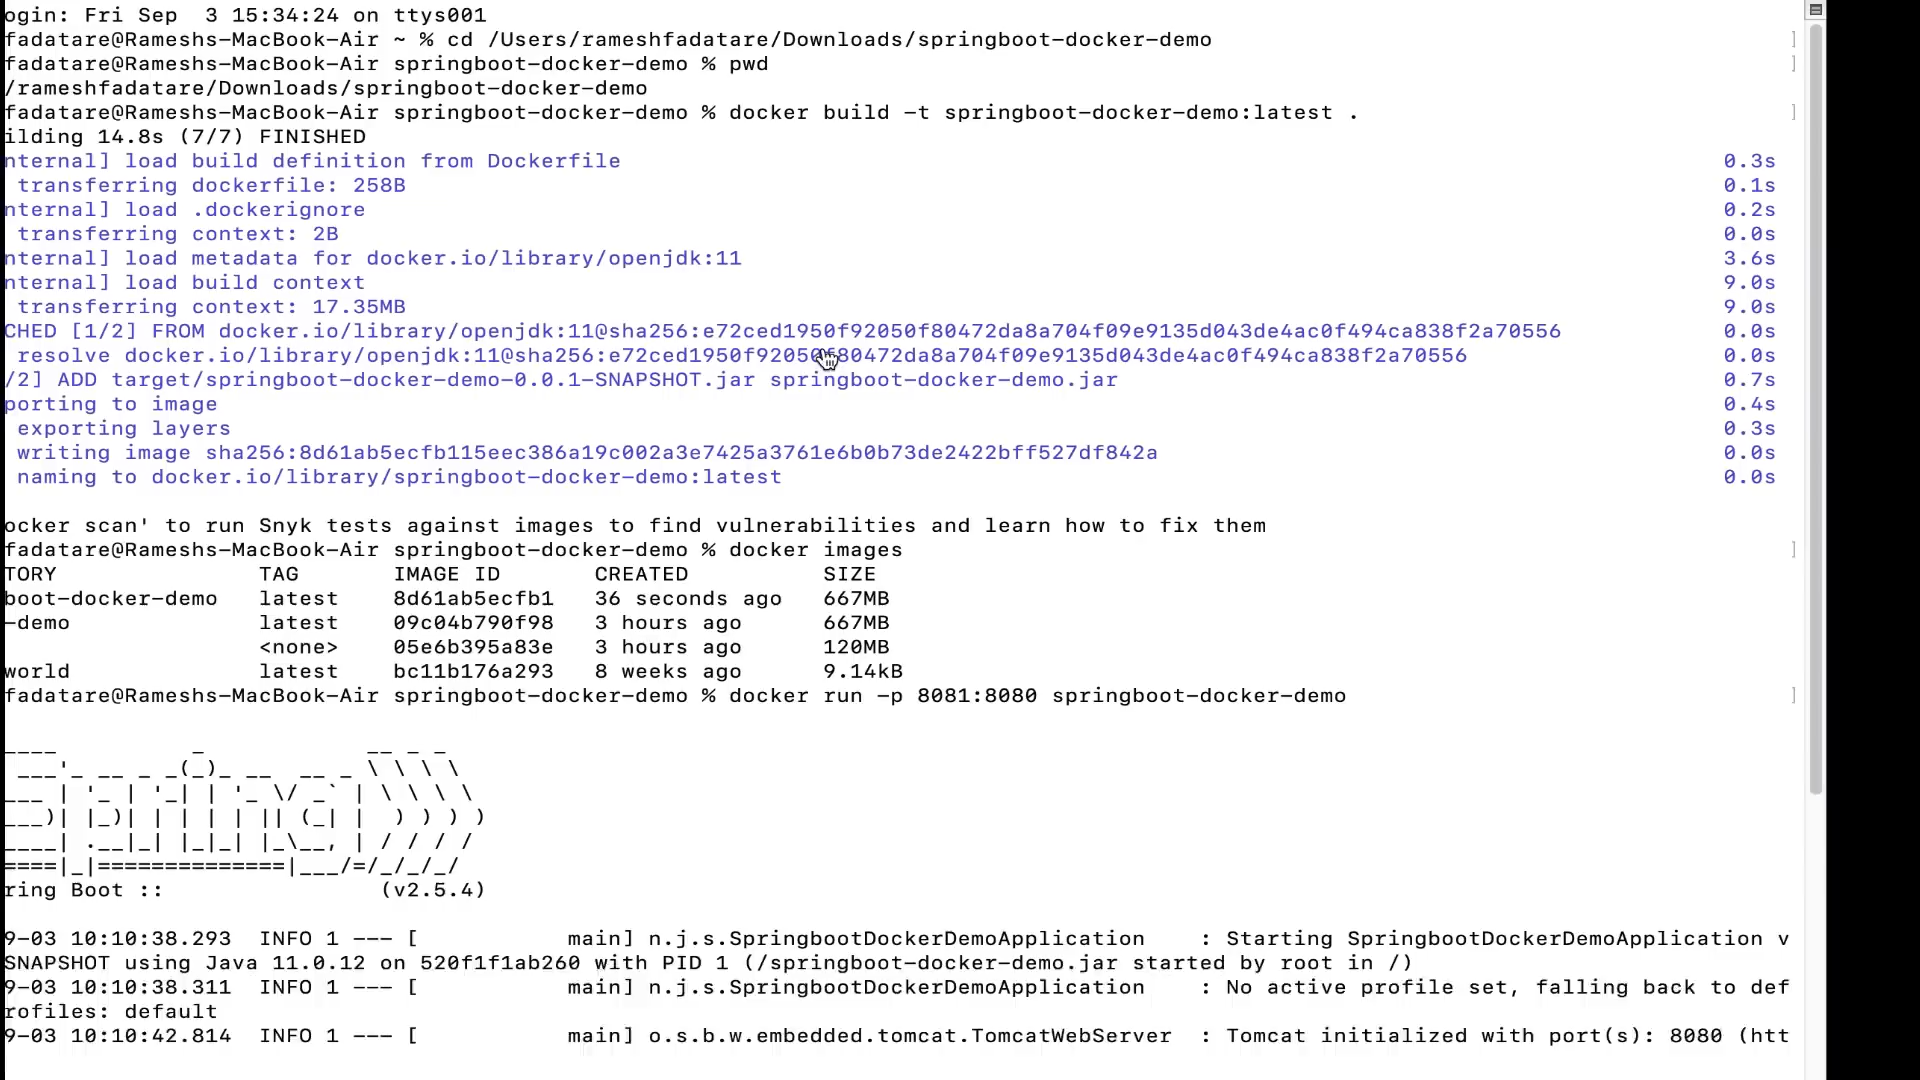 ogin: Fri Sep  3 15:34:24 on ttys001
fadatare@Rameshs-MacBook-Air ~ % cd /Users/rameshfadatare/Downloads/springboot-docker-demo
fadatare@Rameshs-MacBook-Air springboot-docker-demo % pwd
/rameshfadatare/Downloads/springboot-docker-demo
fadatare@Rameshs-MacBook-Air springboot-docker-demo % docker build -t springboot-docker-demo:latest .
ilding 14.8s (7/7) FINISHED
nternal] load build definition from Dockerfile 0.3s
transferring dockerfile: 258B 0.1s
nternal] load .dockerignore 0.2s
transferring context: 2B 0.0s
nternal] load metadata for docker.io/library/openjdk:11 3.6s
nternal] load build context 9.0s
transferring context: 17.35MB 9.0s
CHED [1/2] FROM docker.io/library/openjdk:11@sha256:e72ced1950f92050f80472da8a704f09e9135d043de4ac0f494ca838f2a70556 0.0s
resolve docker.io/library/openjdk:11@sha256:e72ced1950f92050f80472da8a704f09e9135d043de4ac0f494ca838f2a70556 0.0s
/2] ADD target/springboot-docker-demo-0.0.1-SNAPSHOT.jar springboot-docker-demo.jar 0.7s
porting to image 0.4s
exporting layers 0.3s
writing image sha256:8d61ab5ecfb115eec386a19c002a3e7425a3761e6b0b73de2422bff527df842a 0.0s
naming to docker.io/library/springboot-docker-demo:latest 0.0s
ocker scan' to run Snyk tests against images to find vulnerabilities and learn how to fix them
fadatare@Rameshs-MacBook-Air springboot-docker-demo % docker images
TORY TAG IMAGE ID CREATED SIZE
boot-docker-demo latest 8d61ab5ecfb1 36 seconds ago 667MB
-demo latest 09c04b790f98 3 hours ago 667MB
<none> 05e6b395a83e 3 hours ago 120MB
world latest bc11b176a293 8 weeks ago 9.14kB
fadatare@Rameshs-MacBook-Air springboot-docker-demo % docker run -p 8081:8080 springboot-docker-demo
____          _            __ _ _
 ___'_ __ _ _(_)_ __  __ _ \ \ \ \
___ | '_ | '_| | '_ \/ _` | \ \ \ \
___)| |_)| | | | | || (_| |  ) ) ) )
____| .__|_| |_|_| |_\__, | / / / /
====|_|==============|___/=/_/_/_/
ring Boot ::                (v2.5.4)
9-03 10:10:38.293  INFO 1 --- [           main] n.j.s.SpringbootDockerDemoApplication    : Starting SpringbootDockerDemoApplication v
SNAPSHOT using Java 11.0.12 on 520f1f1ab260 with PID 1 (/springboot-docker-demo.jar started by root in /)
9-03 10:10:38.311  INFO 1 --- [           main] n.j.s.SpringbootDockerDemoApplication    : No active profile set, falling back to def
rofiles: default
9-03 10:10:42.814  INFO 1 --- [           main] o.s.b.w.embedded.tomcat.TomcatWebServer  : Tomcat initialized with port(s): 8080 (htt